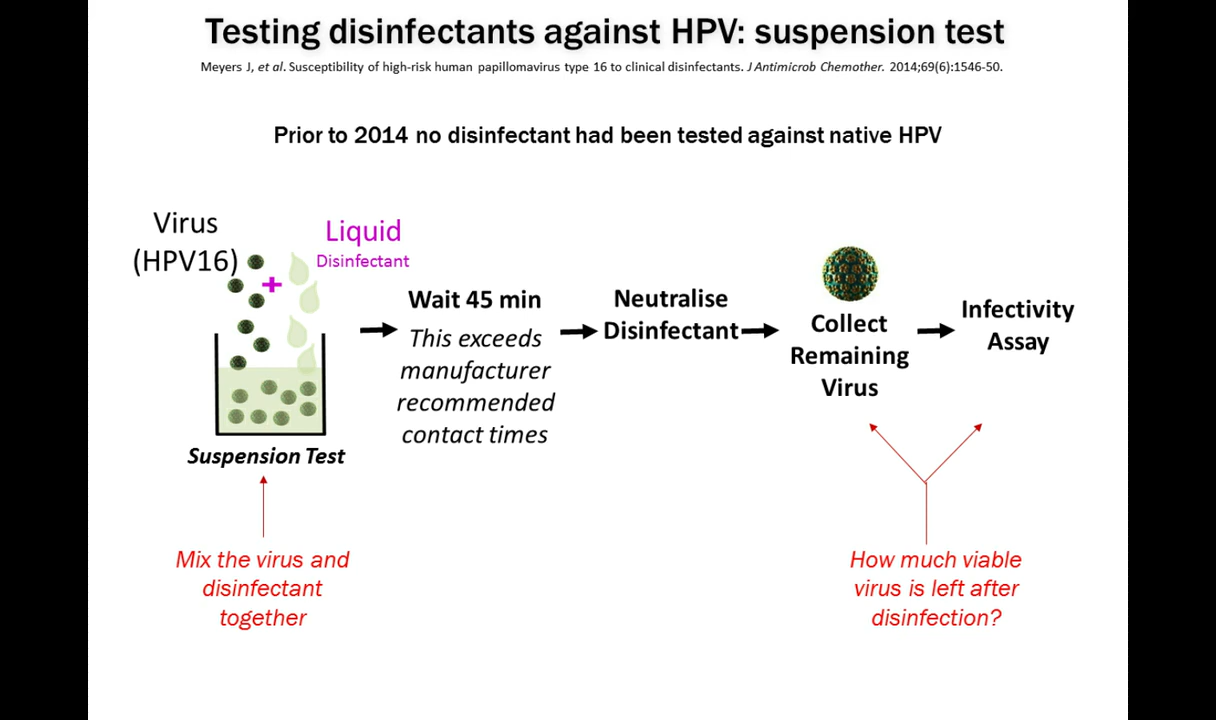 Testing disinfectants against HPV: suspension test
Meyers J, et al. Susceptibility of high-risk human papillomavirus type 16 to clinical disinfectants. J Antimicrob Chemother. 2014;69(6):1546-50.
Prior to 2014 no disinfectant had been tested against native HPV
Virus
(HPV16)
+
Liquid
Disinfectant
Suspension Test
Mix the virus and
disinfectant
together
Wait 45 min
This exceeds
manufacturer
recommended
contact times
Neutralise
Disinfectant
Collect
Remaining
Virus
Infectivity
Assay
How much viable
virus is left after
disinfection?